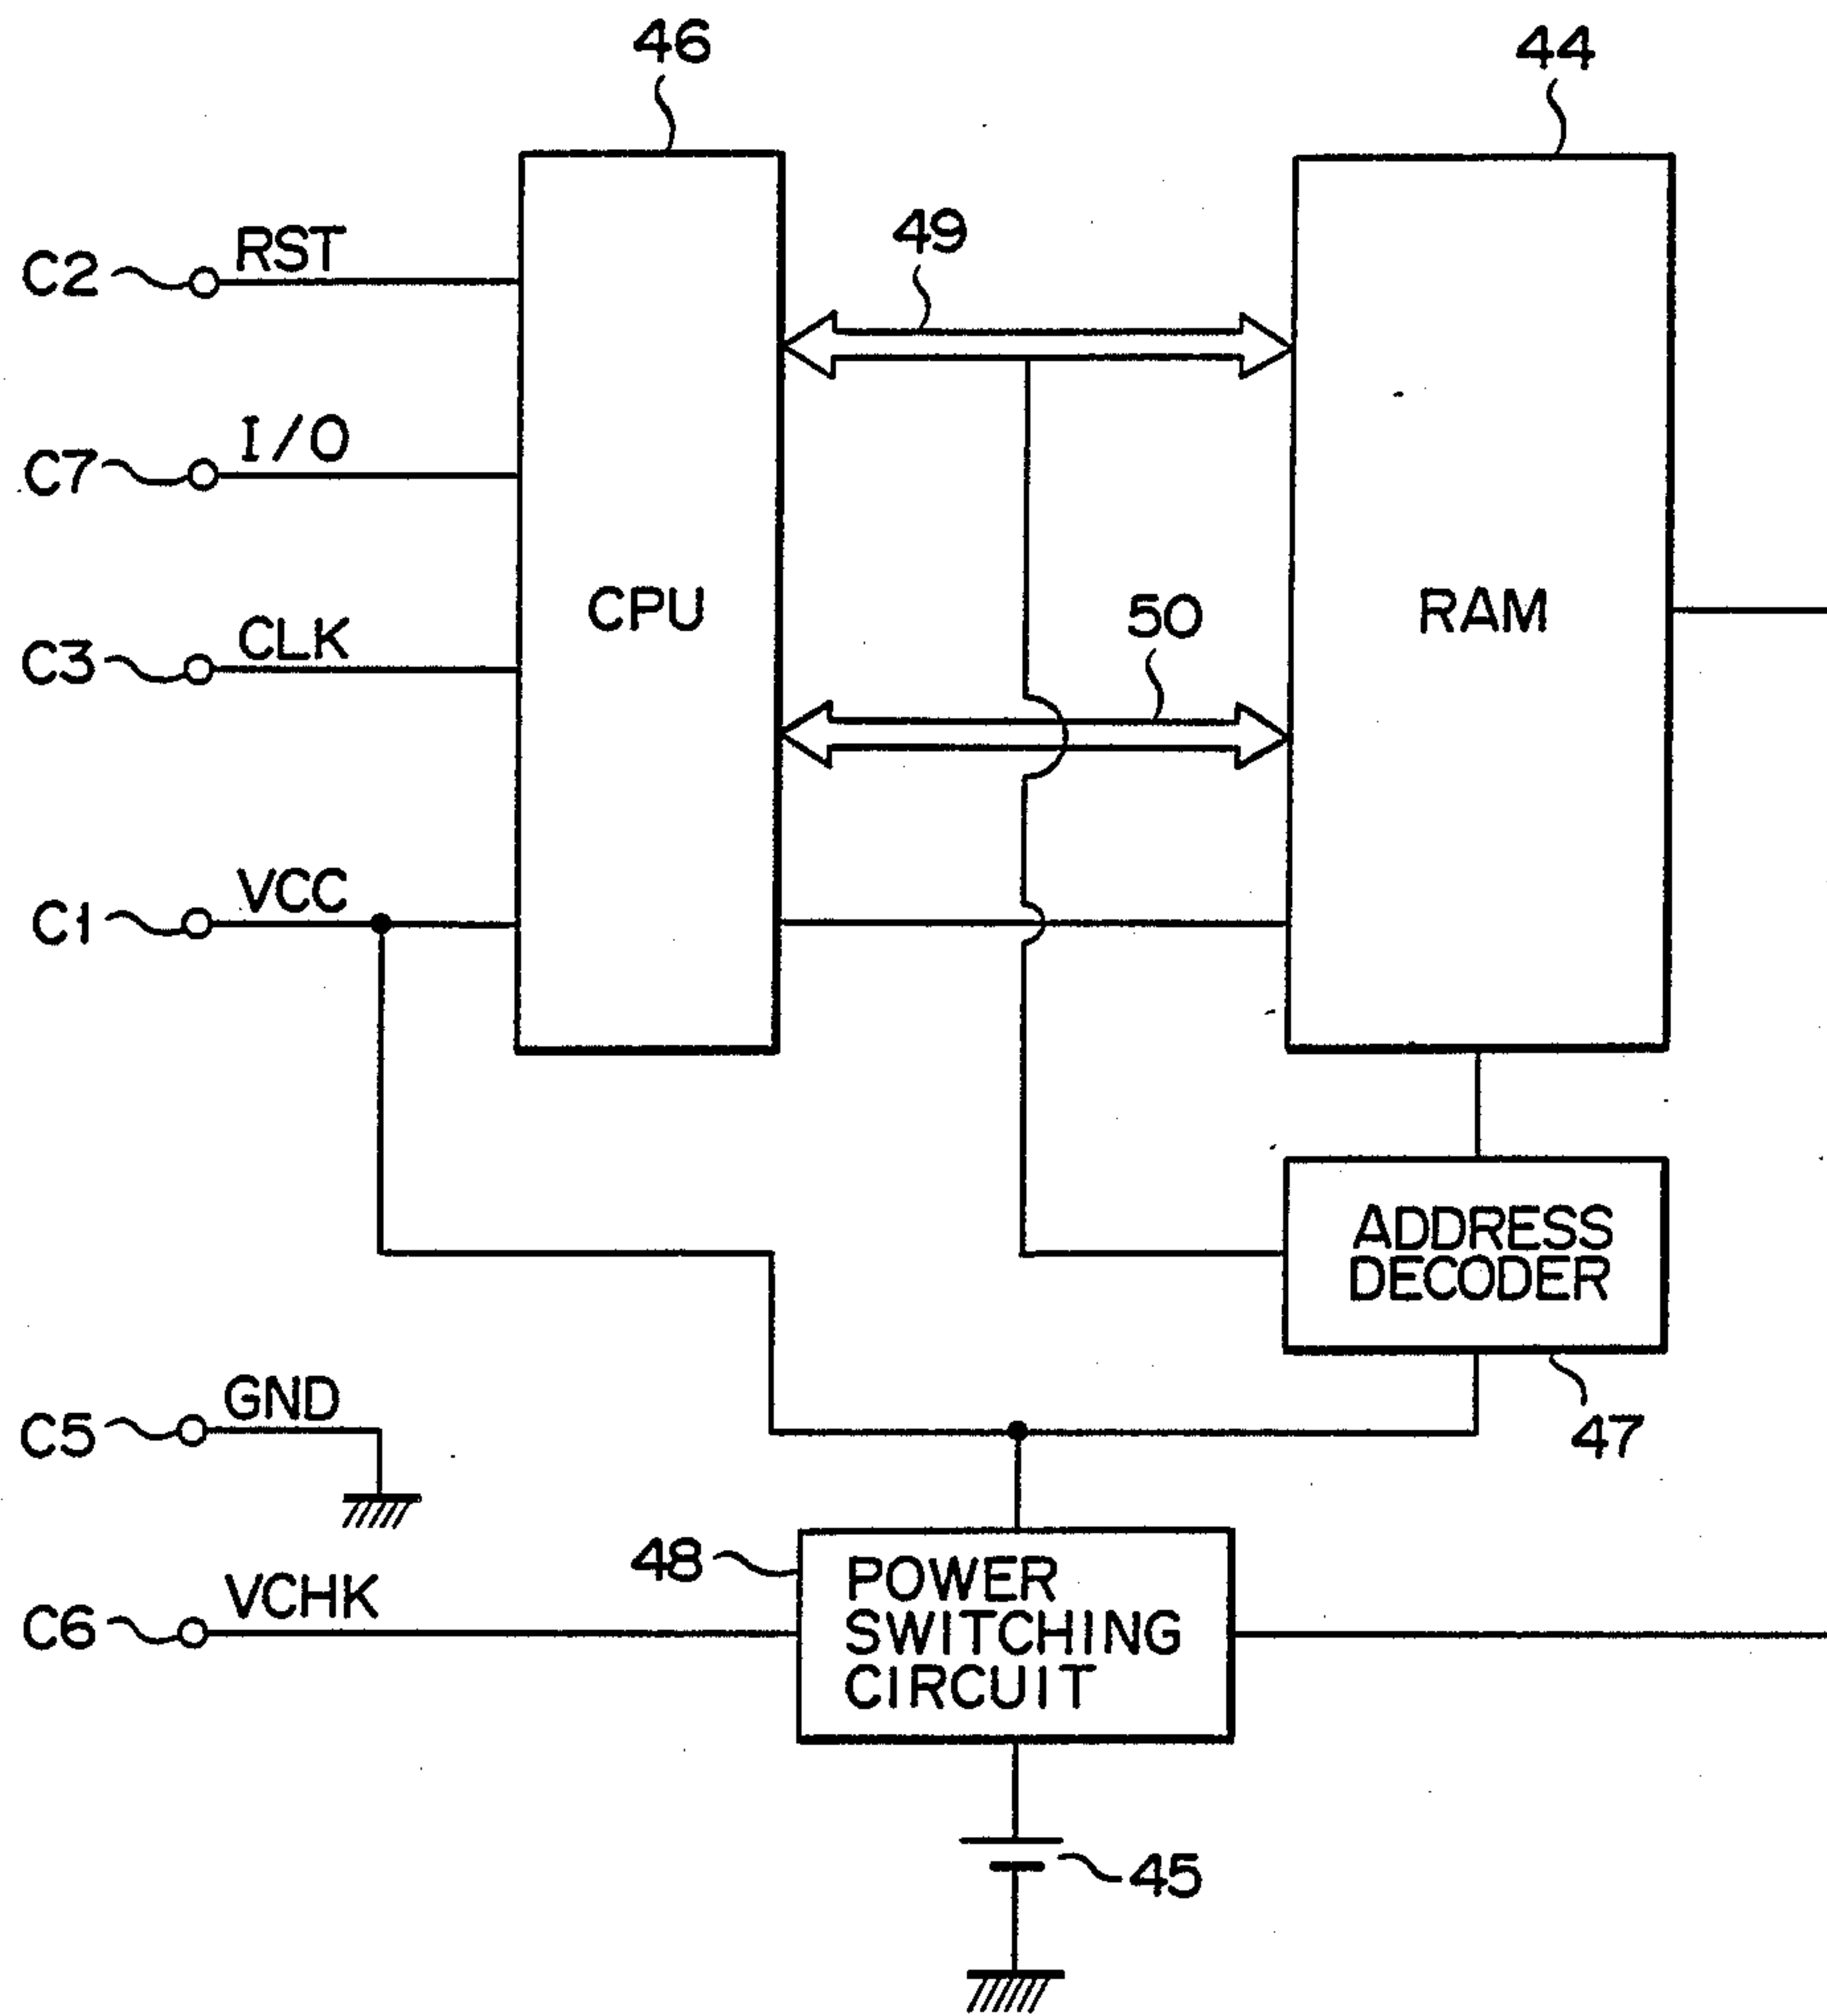 46
44
C2
RST
49
C7
I/O
CPU
50
RAM
C3
CLK
C1
VCC
ADDRESS
DECODER
C5
GND
47
48
POWER
SWITCHING
CIRCUIT
C6
VCHK
45